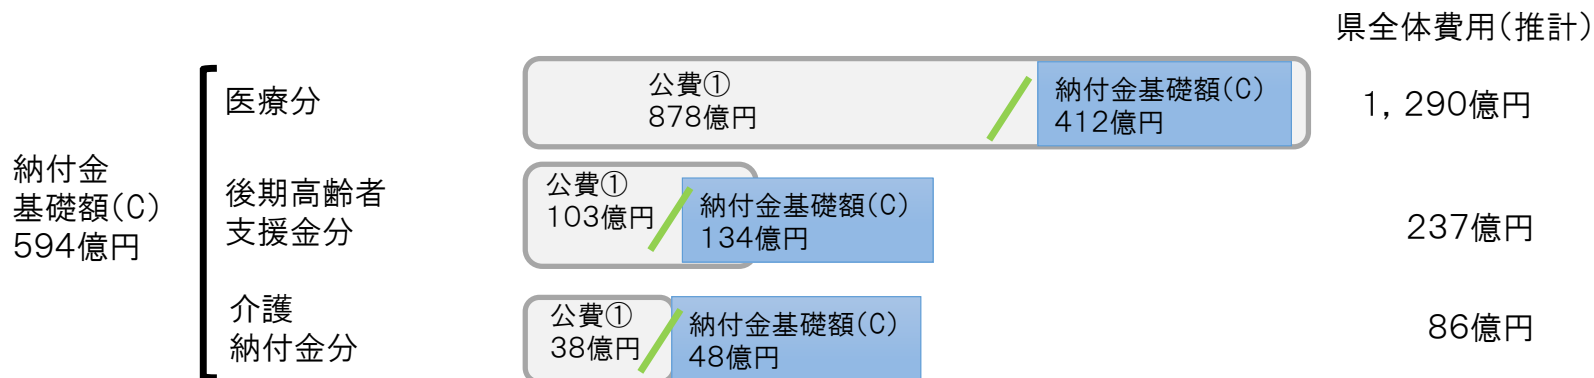 県全体費用(推計)
医療分
公費①
878億円
納付金基礎額(C)
412億円
1,290億円
納付金
基礎額(C)
594億円
後期高齢者
支援金分
公費①
103億円
納付金基礎額(C)
134億円
237億円
介護
納付金分
公費①
38億円
納付金基礎額(C)
48億円
86億円